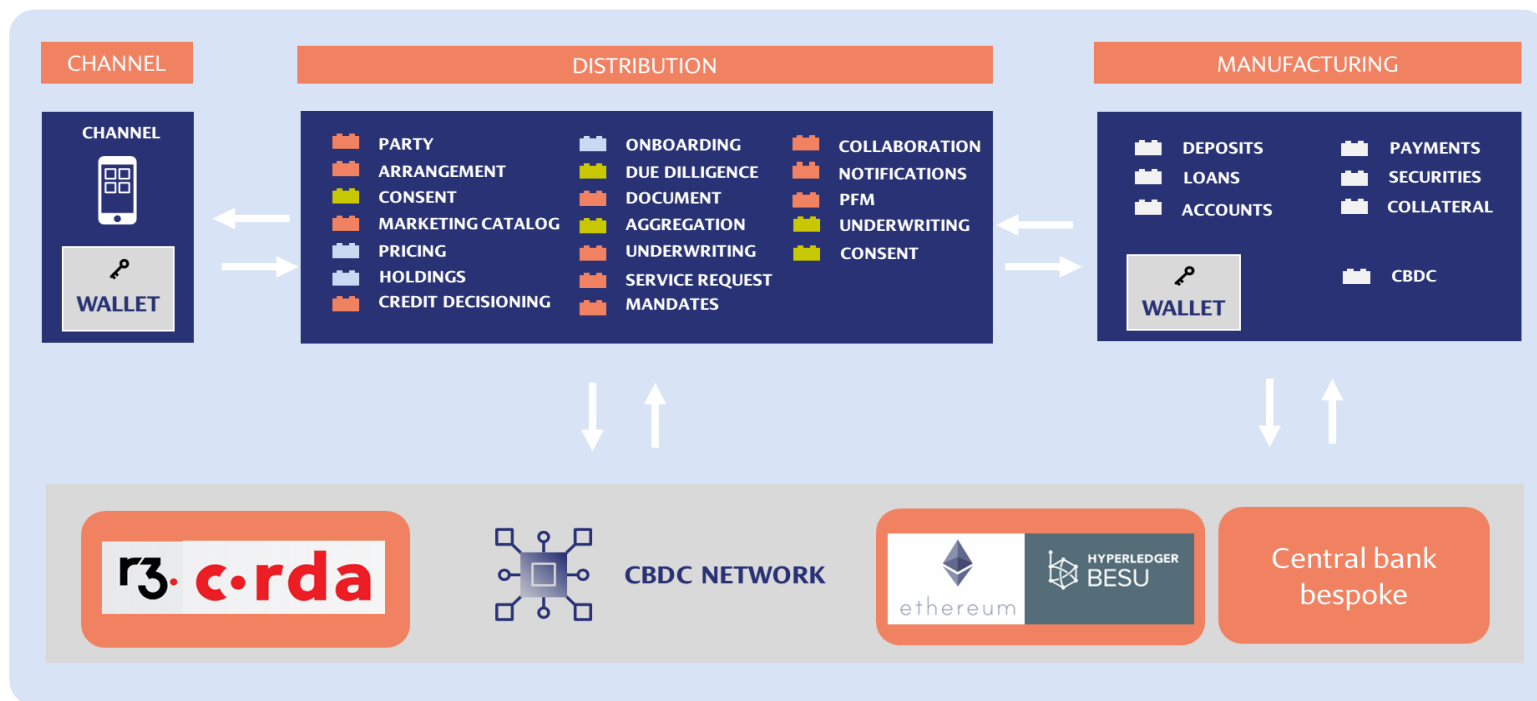 CHANNEL
DISTRIBUTION
MANUFACTURING
CHANNEL
WALLET
PARTY
ARRANGEMENT
CONSENT
MARKETING CATALOG
PRICING
HOLDINGS
CREDIT DECISIONING
ONBOARDING
DUE DILLIGENCE
DOCUMENT
AGGREGATION
UNDERWRITING
SERVICE REQUEST
MANDATES
COLLABORATION
NOTIFICATIONS
PFM
UNDERWRITING
CONSENT
DEPOSITS
LOANS
ACCOUNTS
PAYMENTS
SECURITIES
COLLATERAL
WALLET
CBDC
r3. c•rda
CBDC NETWORK
ethereum
HYPERLEDGER
BESU
Central bank
bespoke